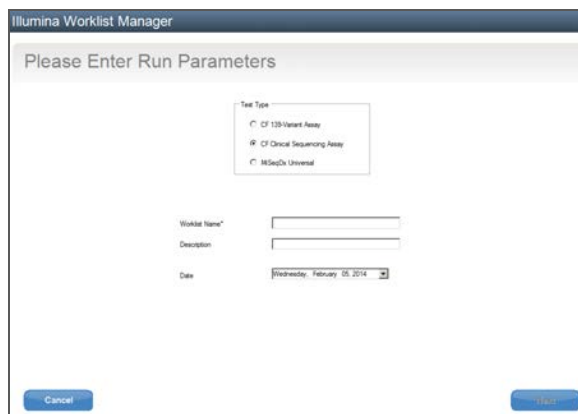 Illumina Worklist Manager
Please Enter Run Parameters
Test Type
CF 139-Variant Assay
CF Clinical Sequencing Assay
MiSeqDx Universal
Worklist Name*
Description
Date
Wednesday, February 05, 2014
Cancel
Next